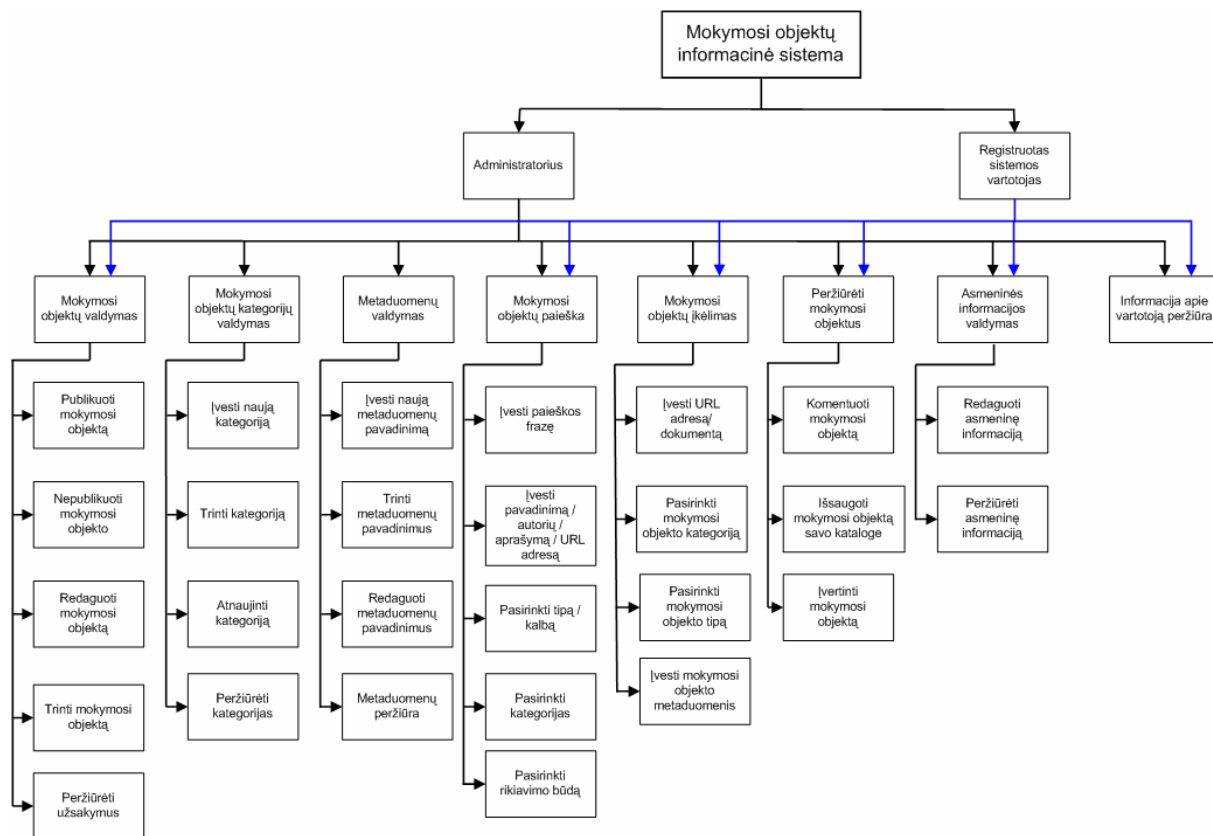 Mokymosi objektų
informacinė sistema
Administratorius
Registruotas
sistemos
vartotojas
Mokymosi
objektų valdymas
Mokymosi
objektų kategorijų
valdymas
Metaduomenų
valdymas
Mokymosi
objektų paieška
Mokymosi
objektų įkėlimas
Peržiūrėti
mokymosi
objektus
Asmeninės
informacijos
valdymas
Informacija apie
vartotoją peržiūra
Publikuoti
mokymosi
objektą
Nepublikuoti
mokymosi
objekto
Redaguoti
mokymosi
objektą
Trinti mokymosi
objektą
Peržiūrėti
užsakymus
Įvesti naują
kategoriją
Trinti kategoriją
Atnaujinti
kategoriją
Peržiūrėti
kategorijas
Įvesti naują
metaduomenų
pavadinimą
Trinti
metaduomenų
pavadinimus
Redaguoti
metaduomenų
pavadinimus
Metaduomenų
peržiūra
Įvesti paieškos
frazę
Įvesti
pavadinimą /
autorių /
aprašymą / URL
adresą
Pasirinkti tipą /
kalbą
Pasirinkti
kategorijas
Pasirinkti
rikiavimo būdą
Įvesti URL
adresą/
dokumentą
Pasirinkti
mokymosi
objekto kategoriją
Pasirinkti
mokymosi
objekto tipą
Įvesti mokymosi
objekto
metaduomenis
Komentuoti
mokymosi
objektą
Išsaugoti
mokymosi objektą
savo kataloge
Įvertinti
mokymosi
objektą
Redaguoti
asmeninę
informaciją
Peržiūrėti
asmeninę
informaciją